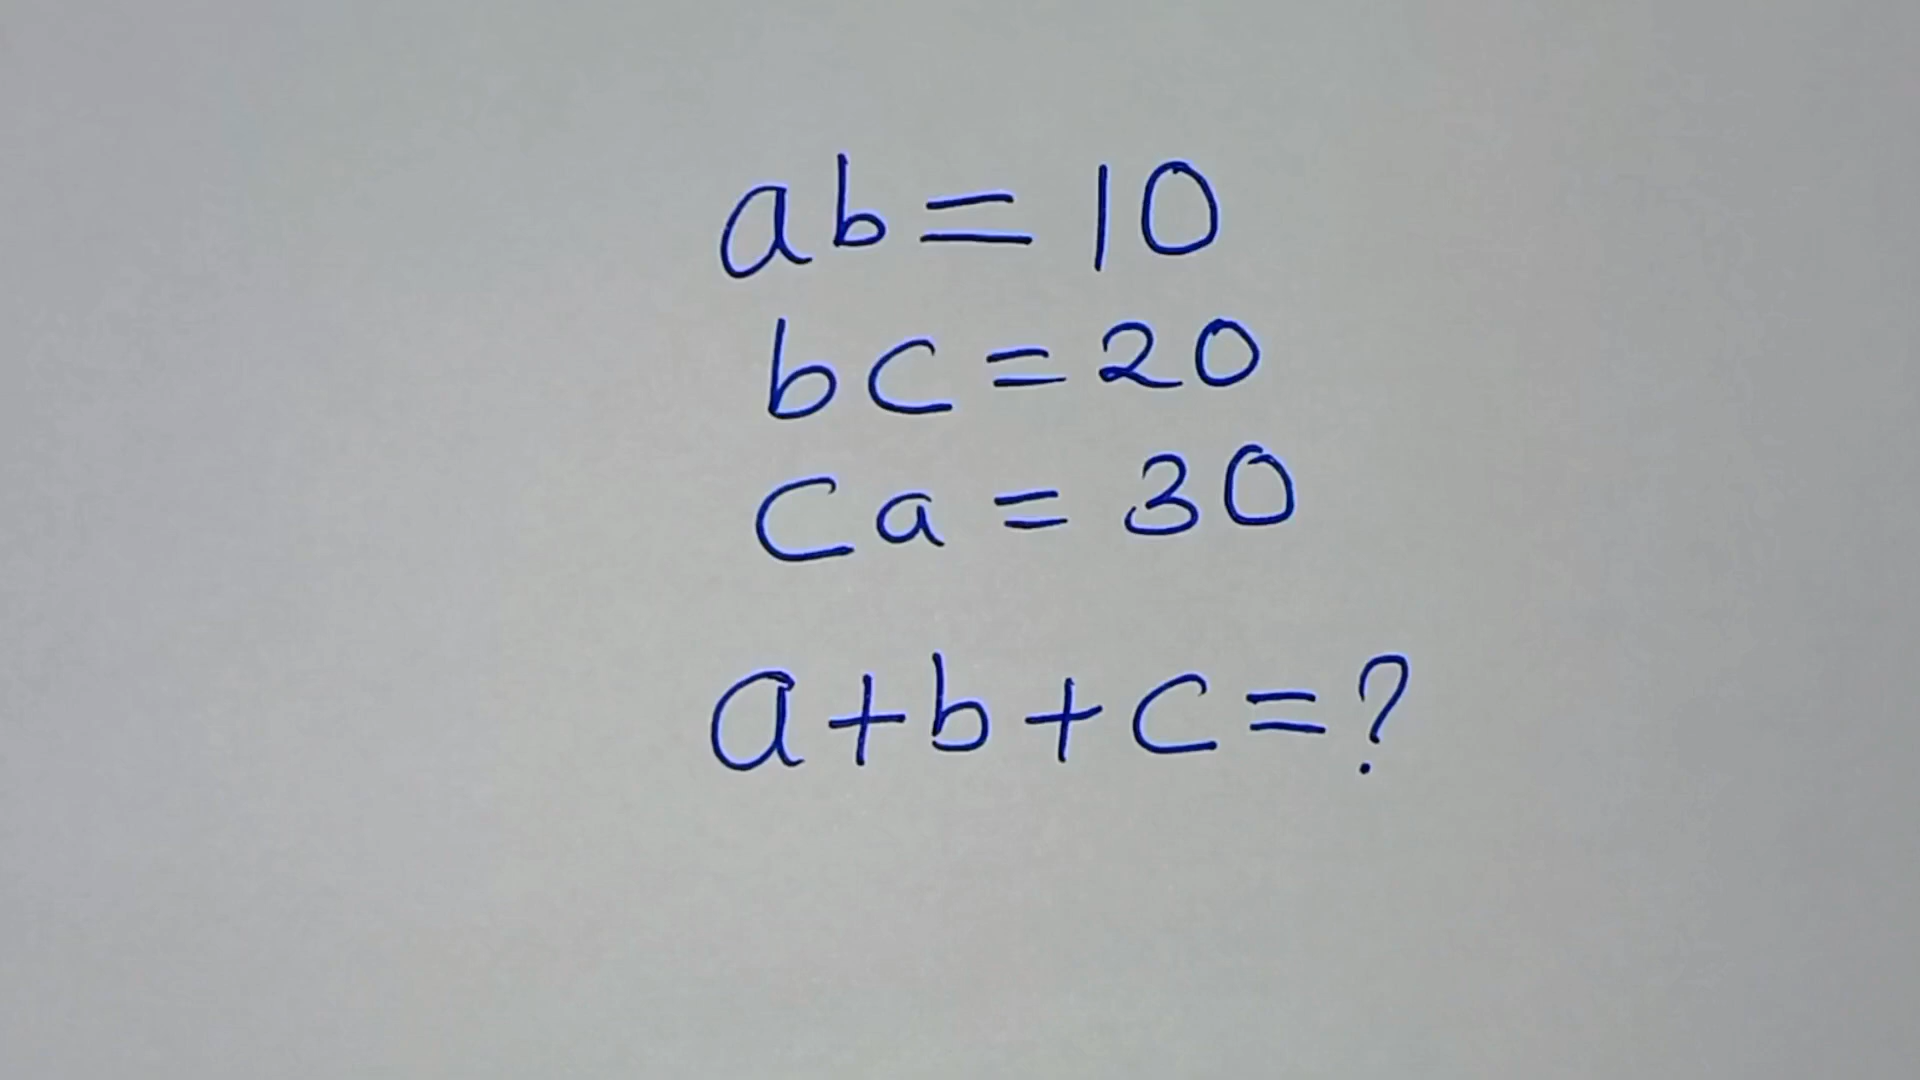 ab = 10
bc = 20
ca = 30
a+b+c=?